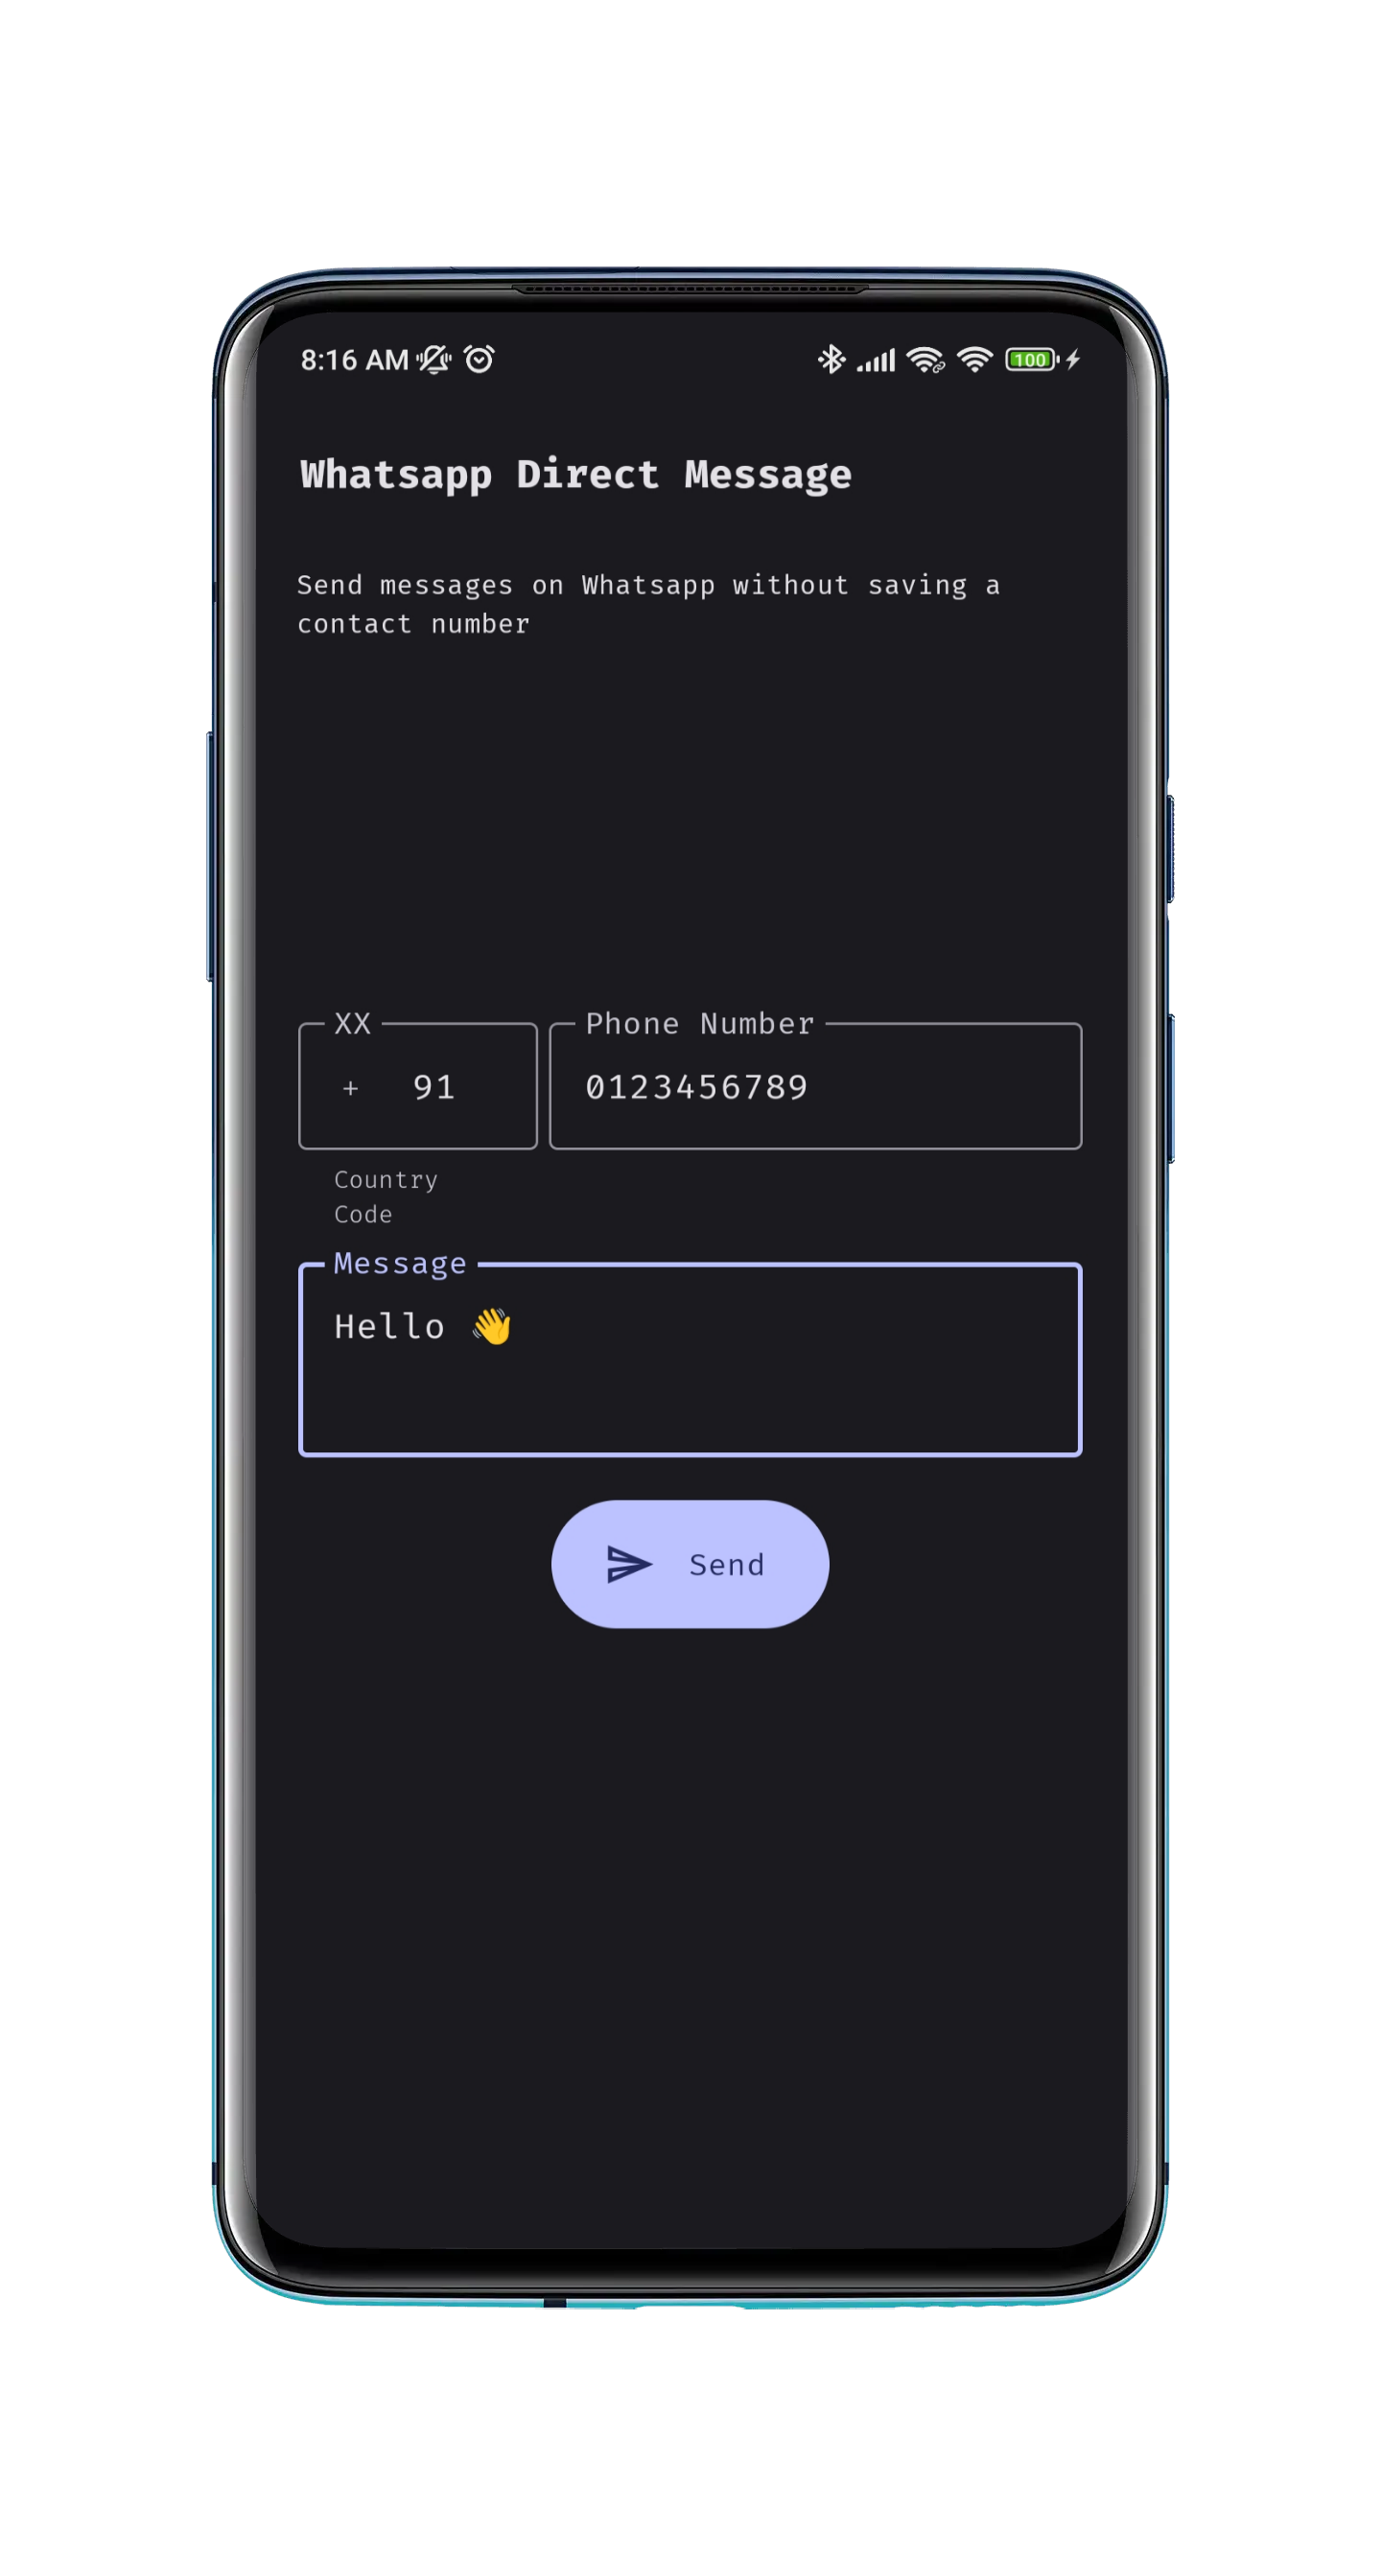 8:16 AM
100
Whatsapp Direct Message
Send messages on Whatsapp without saving a
contact number
XX
Phone Number
+ 91
0123456789
Country
Code
Message
Hello 👋
Send